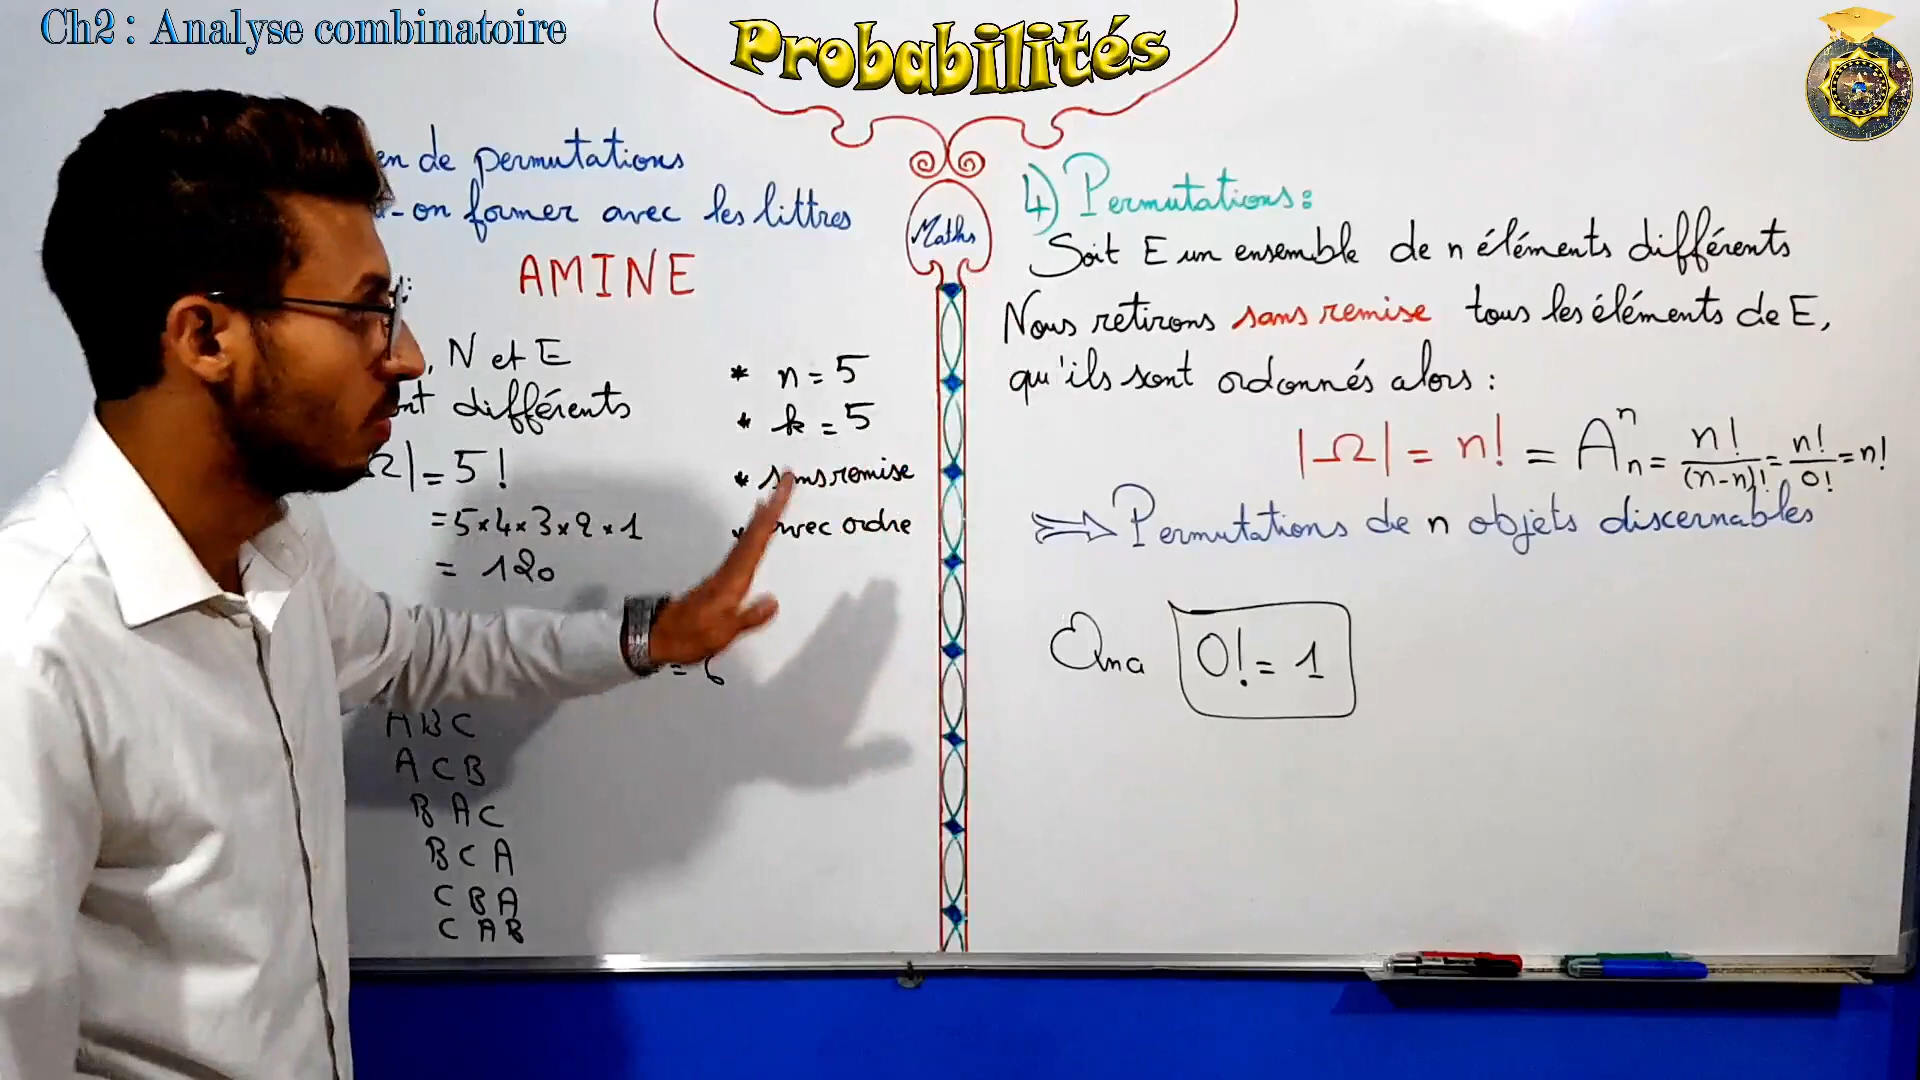 Ch2 : Analyse combinatoire
Probabilités
en de permutations
-on former avec les littres
AMINE
, N et E
* n = 5
nt différents
* k = 5
Ω| = 5!
* sans remise
= 5 × 4 × 3 × 2 × 1
avec ordre
= 120
= 6
ABC
ACB
BAC
BCA
CBA
CAB
Maths
4) Permutations :
Soit E un ensemble de n éléments différents
Nous retirons sans remise tous les éléments de E,
qu'ils sont ordonnés alors :
|Ω| = n! = A_n^n = n!/(n-n)! = n!/0! = n!
⇒ Permutations de n objets discernables
On a 0! = 1